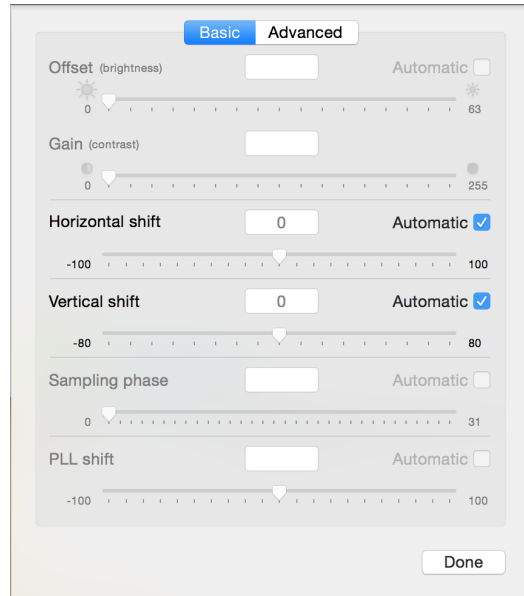 Basic Advanced
Offset (brightness) Automatic
0 63
Gain (contrast)
0 255
Horizontal shift 0 Automatic
-100 100
Vertical shift 0 Automatic
-80 80
Sampling phase Automatic
0 31
PLL shift Automatic
-100 100
Done